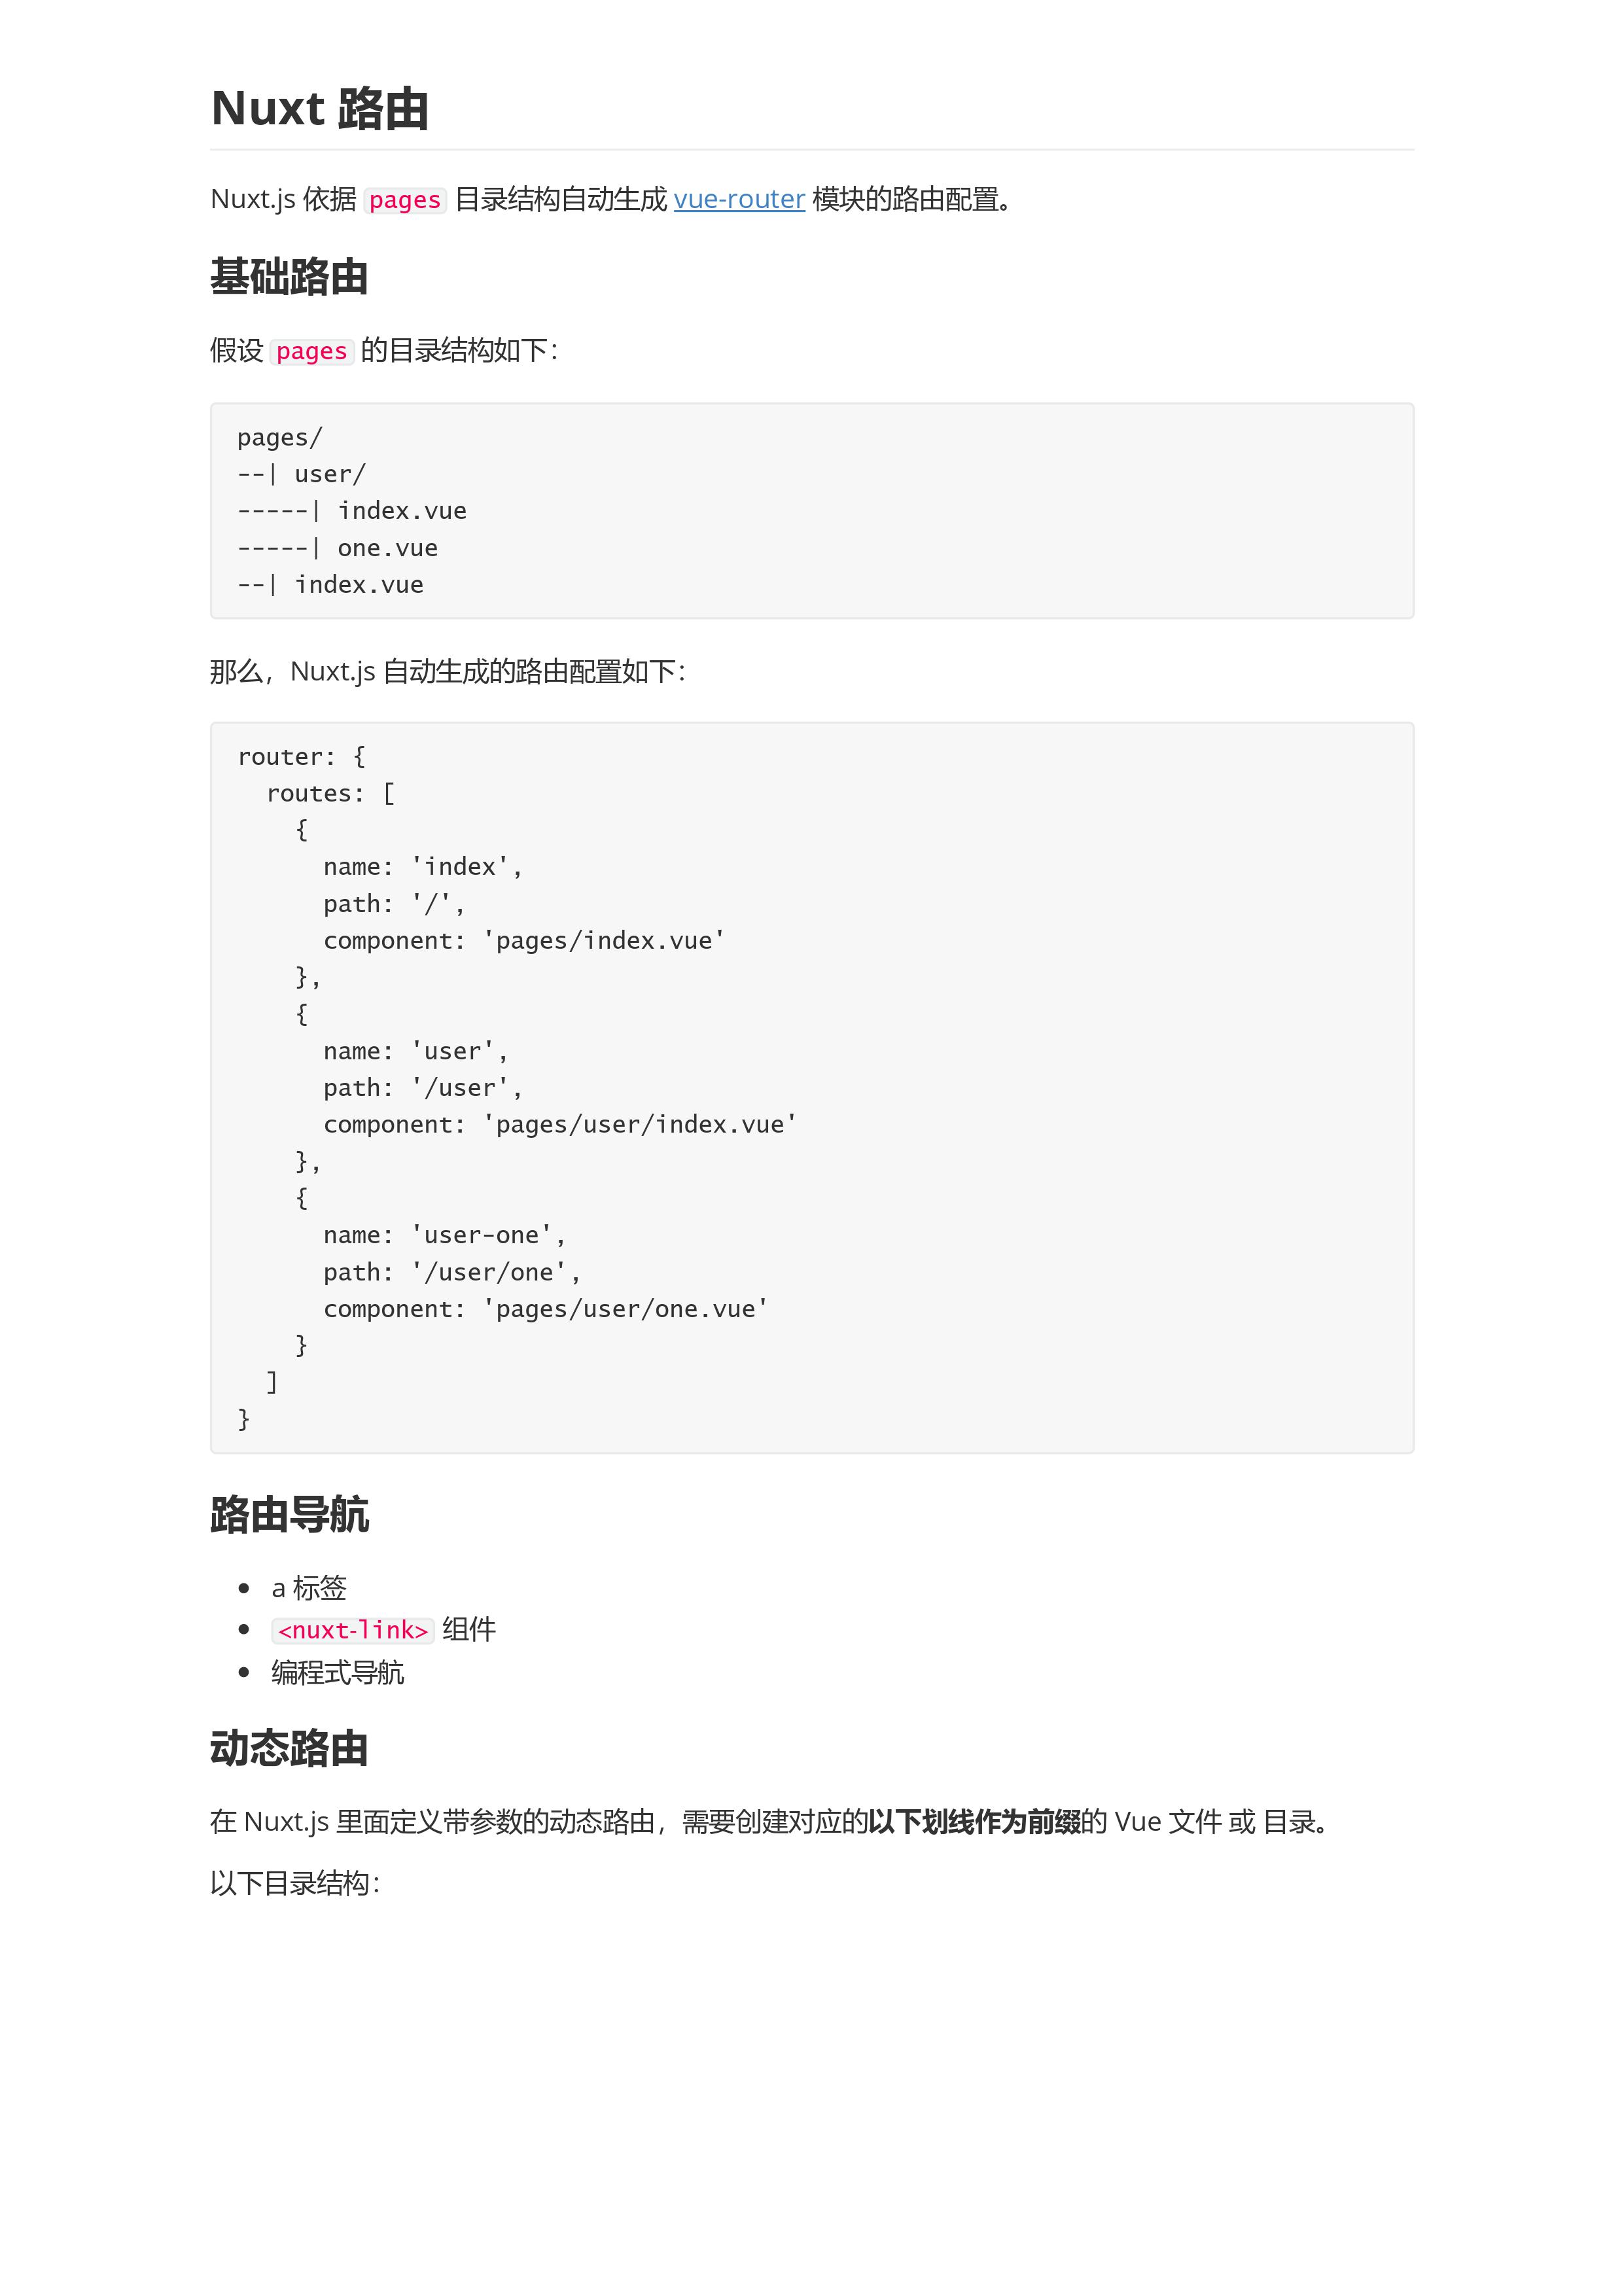 Nuxt 路由
Nuxt.js 依据 pages 目录结构自动生成 vue-router 模块的路由配置。
基础路由
假设 pages 的目录结构如下：
pages/
--| user/
-----| index.vue
-----| one.vue
--| index.vue
那么，Nuxt.js 自动生成的路由配置如下：
router: {
  routes: [
    {
      name: 'index',
      path: '/',
      component: 'pages/index.vue'
    },
    {
      name: 'user',
      path: '/user',
      component: 'pages/user/index.vue'
    },
    {
      name: 'user-one',
      path: '/user/one',
      component: 'pages/user/one.vue'
    }
  ]
}
路由导航
• a 标签
• <nuxt-link> 组件
• 编程式导航
动态路由
在 Nuxt.js 里面定义带参数的动态路由，需要创建对应的以下划线作为前缀的 Vue 文件 或 目录。
以下目录结构：